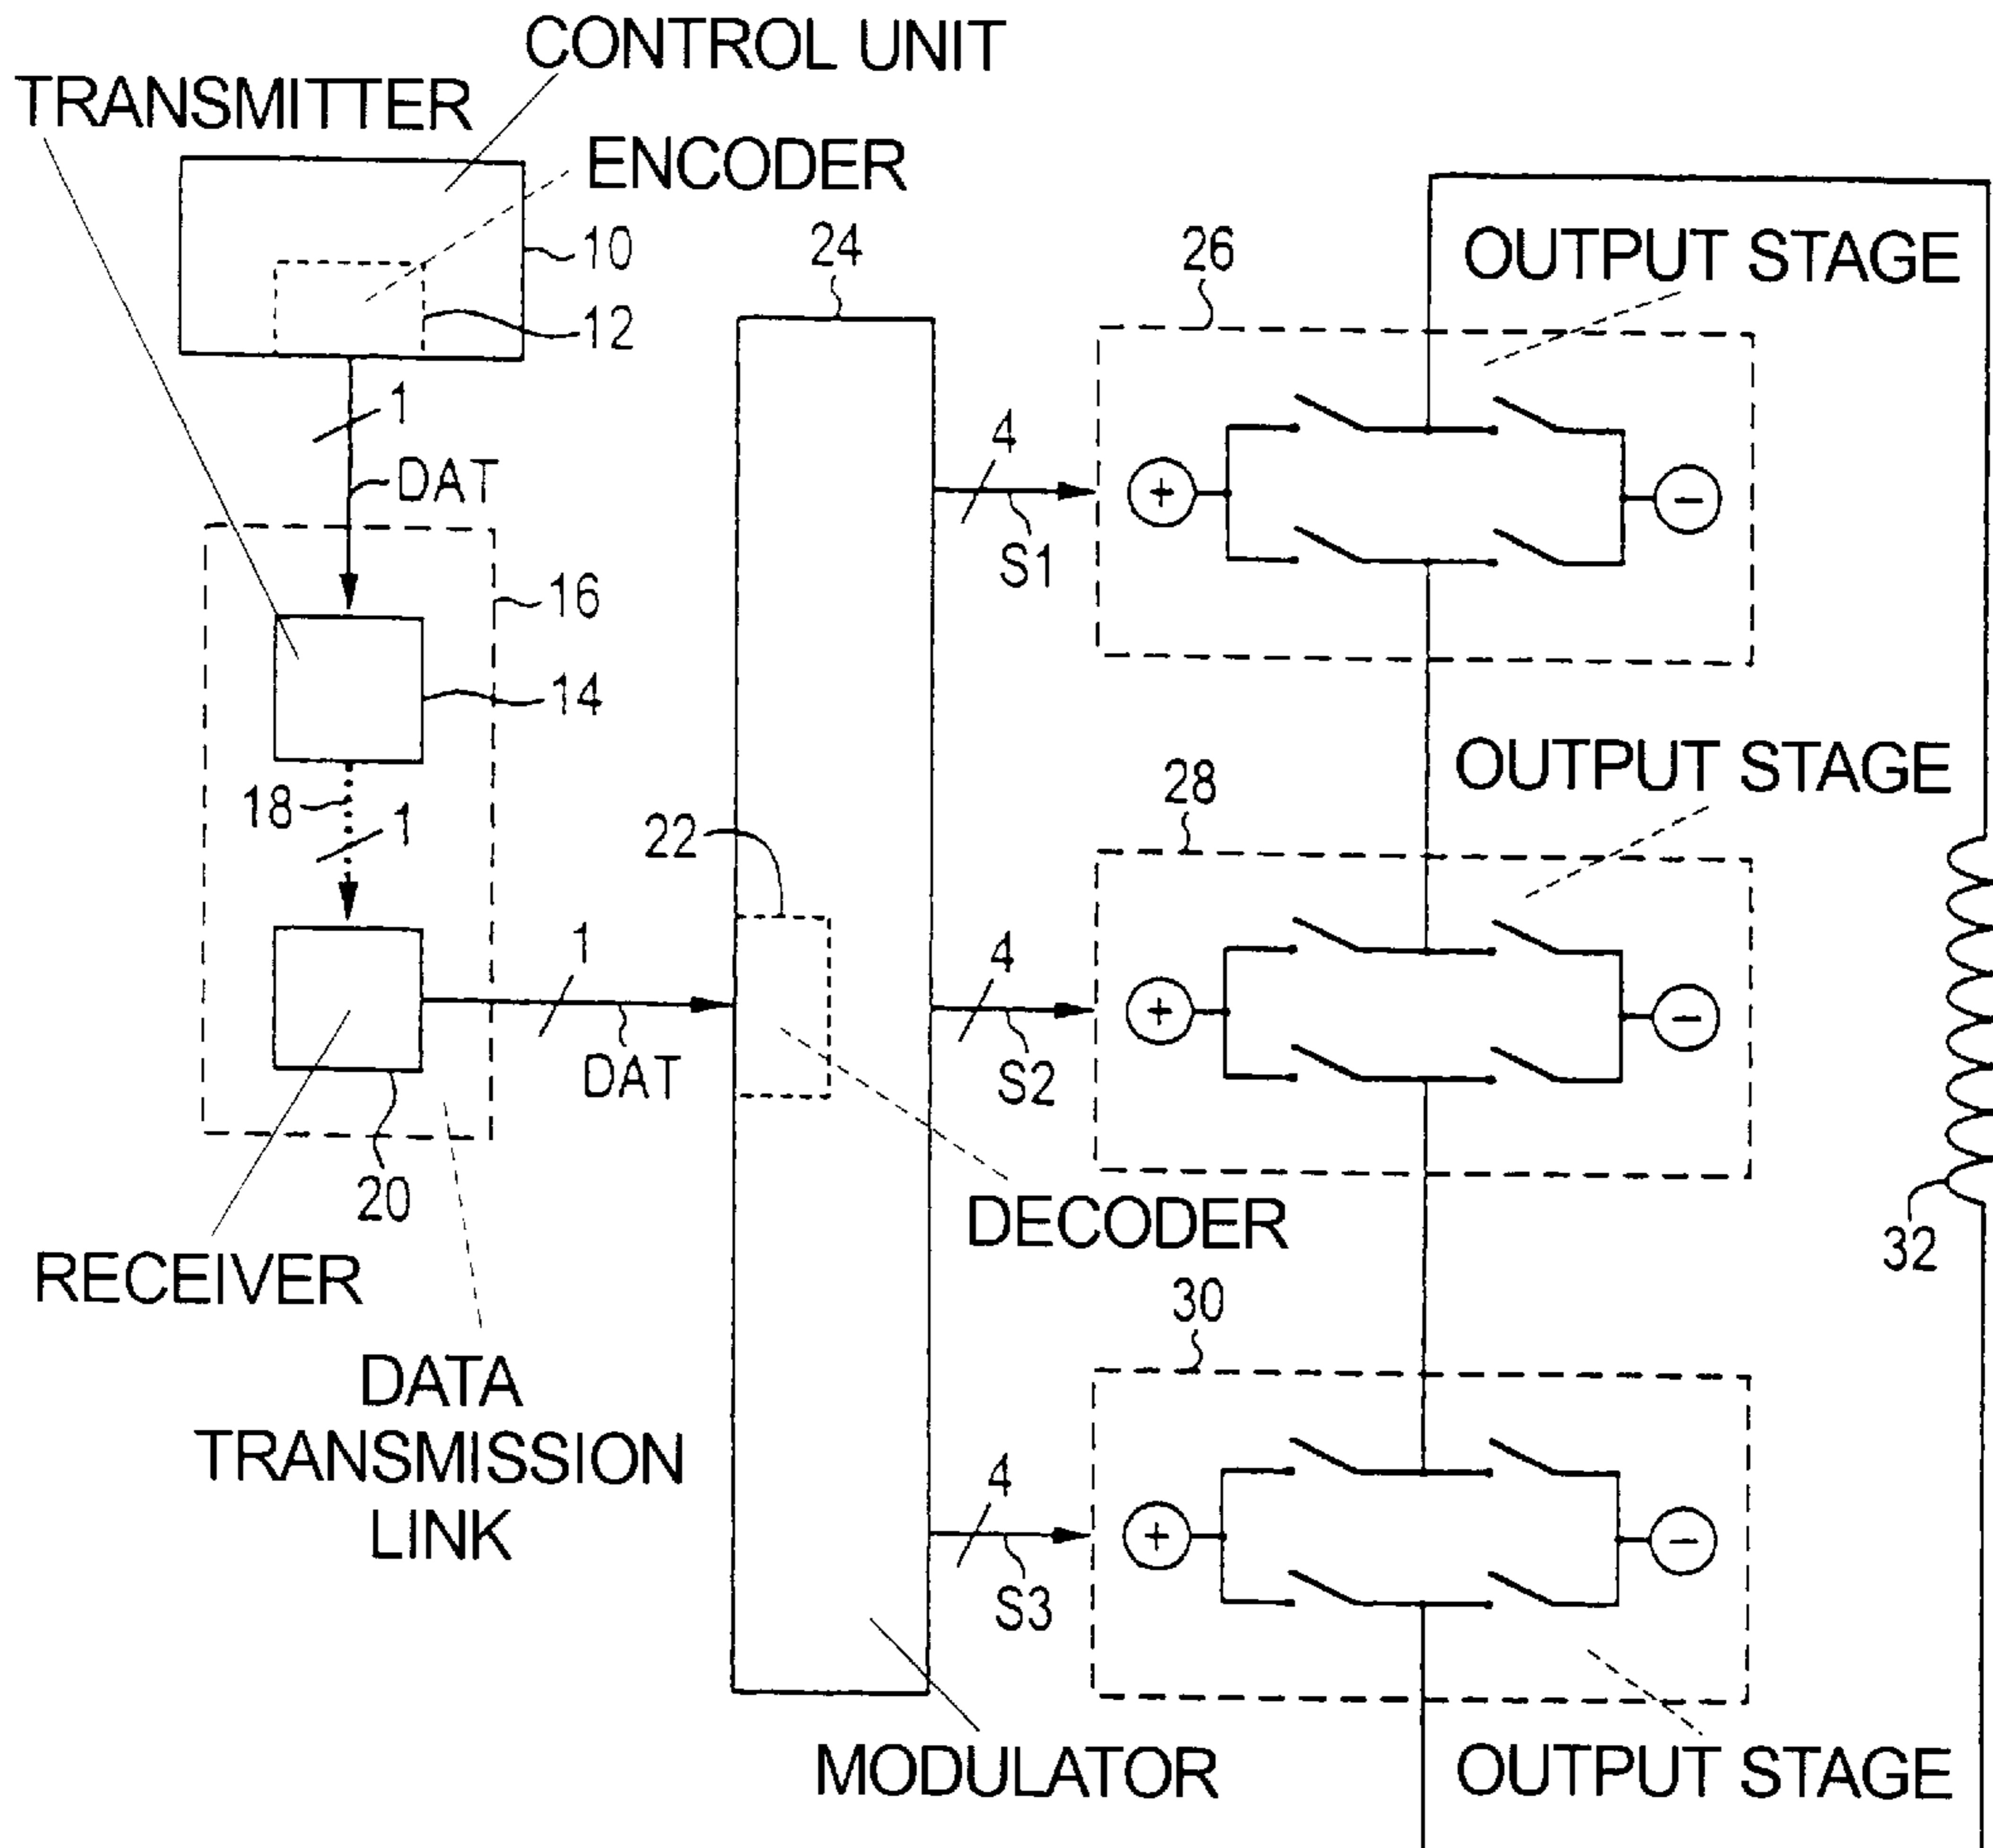 CONTROL UNIT
TRANSMITTER
ENCODER
10
12
1
DAT
16
14
18
1
20
RECEIVER
DATA
TRANSMISSION
LINK
1
DAT
22
24
DECODER
MODULATOR
4
S1
26
OUTPUT STAGE
+
−
4
S2
28
OUTPUT STAGE
+
−
4
S3
30
OUTPUT STAGE
+
−
32